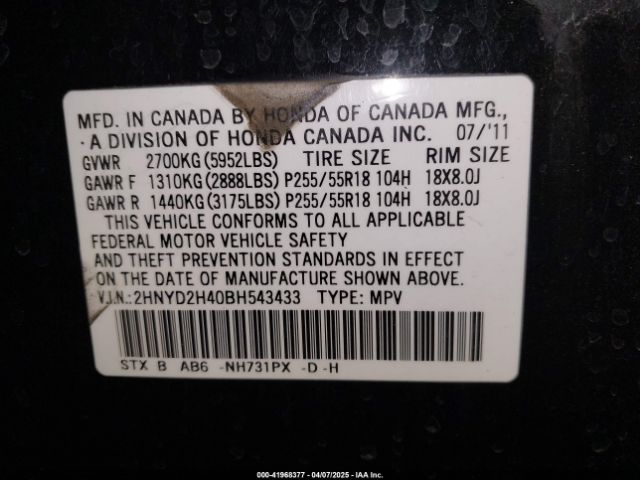 MFD. IN CANADA BY HONDA OF CANADA MFG.,
·A DIVISION OF HONDA CANADA INC. 07/'11
GVWR 2700KG(5952LBS) TIRE SIZE RIM SIZE
GAWR F 1310KG(2888LBS) P255/55R18 104H 18X8.0J
GAWR R 1440KG(3175LBS) P255/55R18 104H 18X8.0J
THIS VEHICLE CONFORMS TO ALL APPLICABLE
FEDERAL MOTOR VEHICLE SAFETY
AND THEFT PREVENTION STANDARDS IN EFFECT
ON THE DATE OF MANUFACTURE SHOWN ABOVE.
V.I.N.:2HNYD2H40BH543433 TYPE: MPV
STX B AB6 -NH731PX -D -H
000-41968377 - 04/07/2025 - IAA Inc.